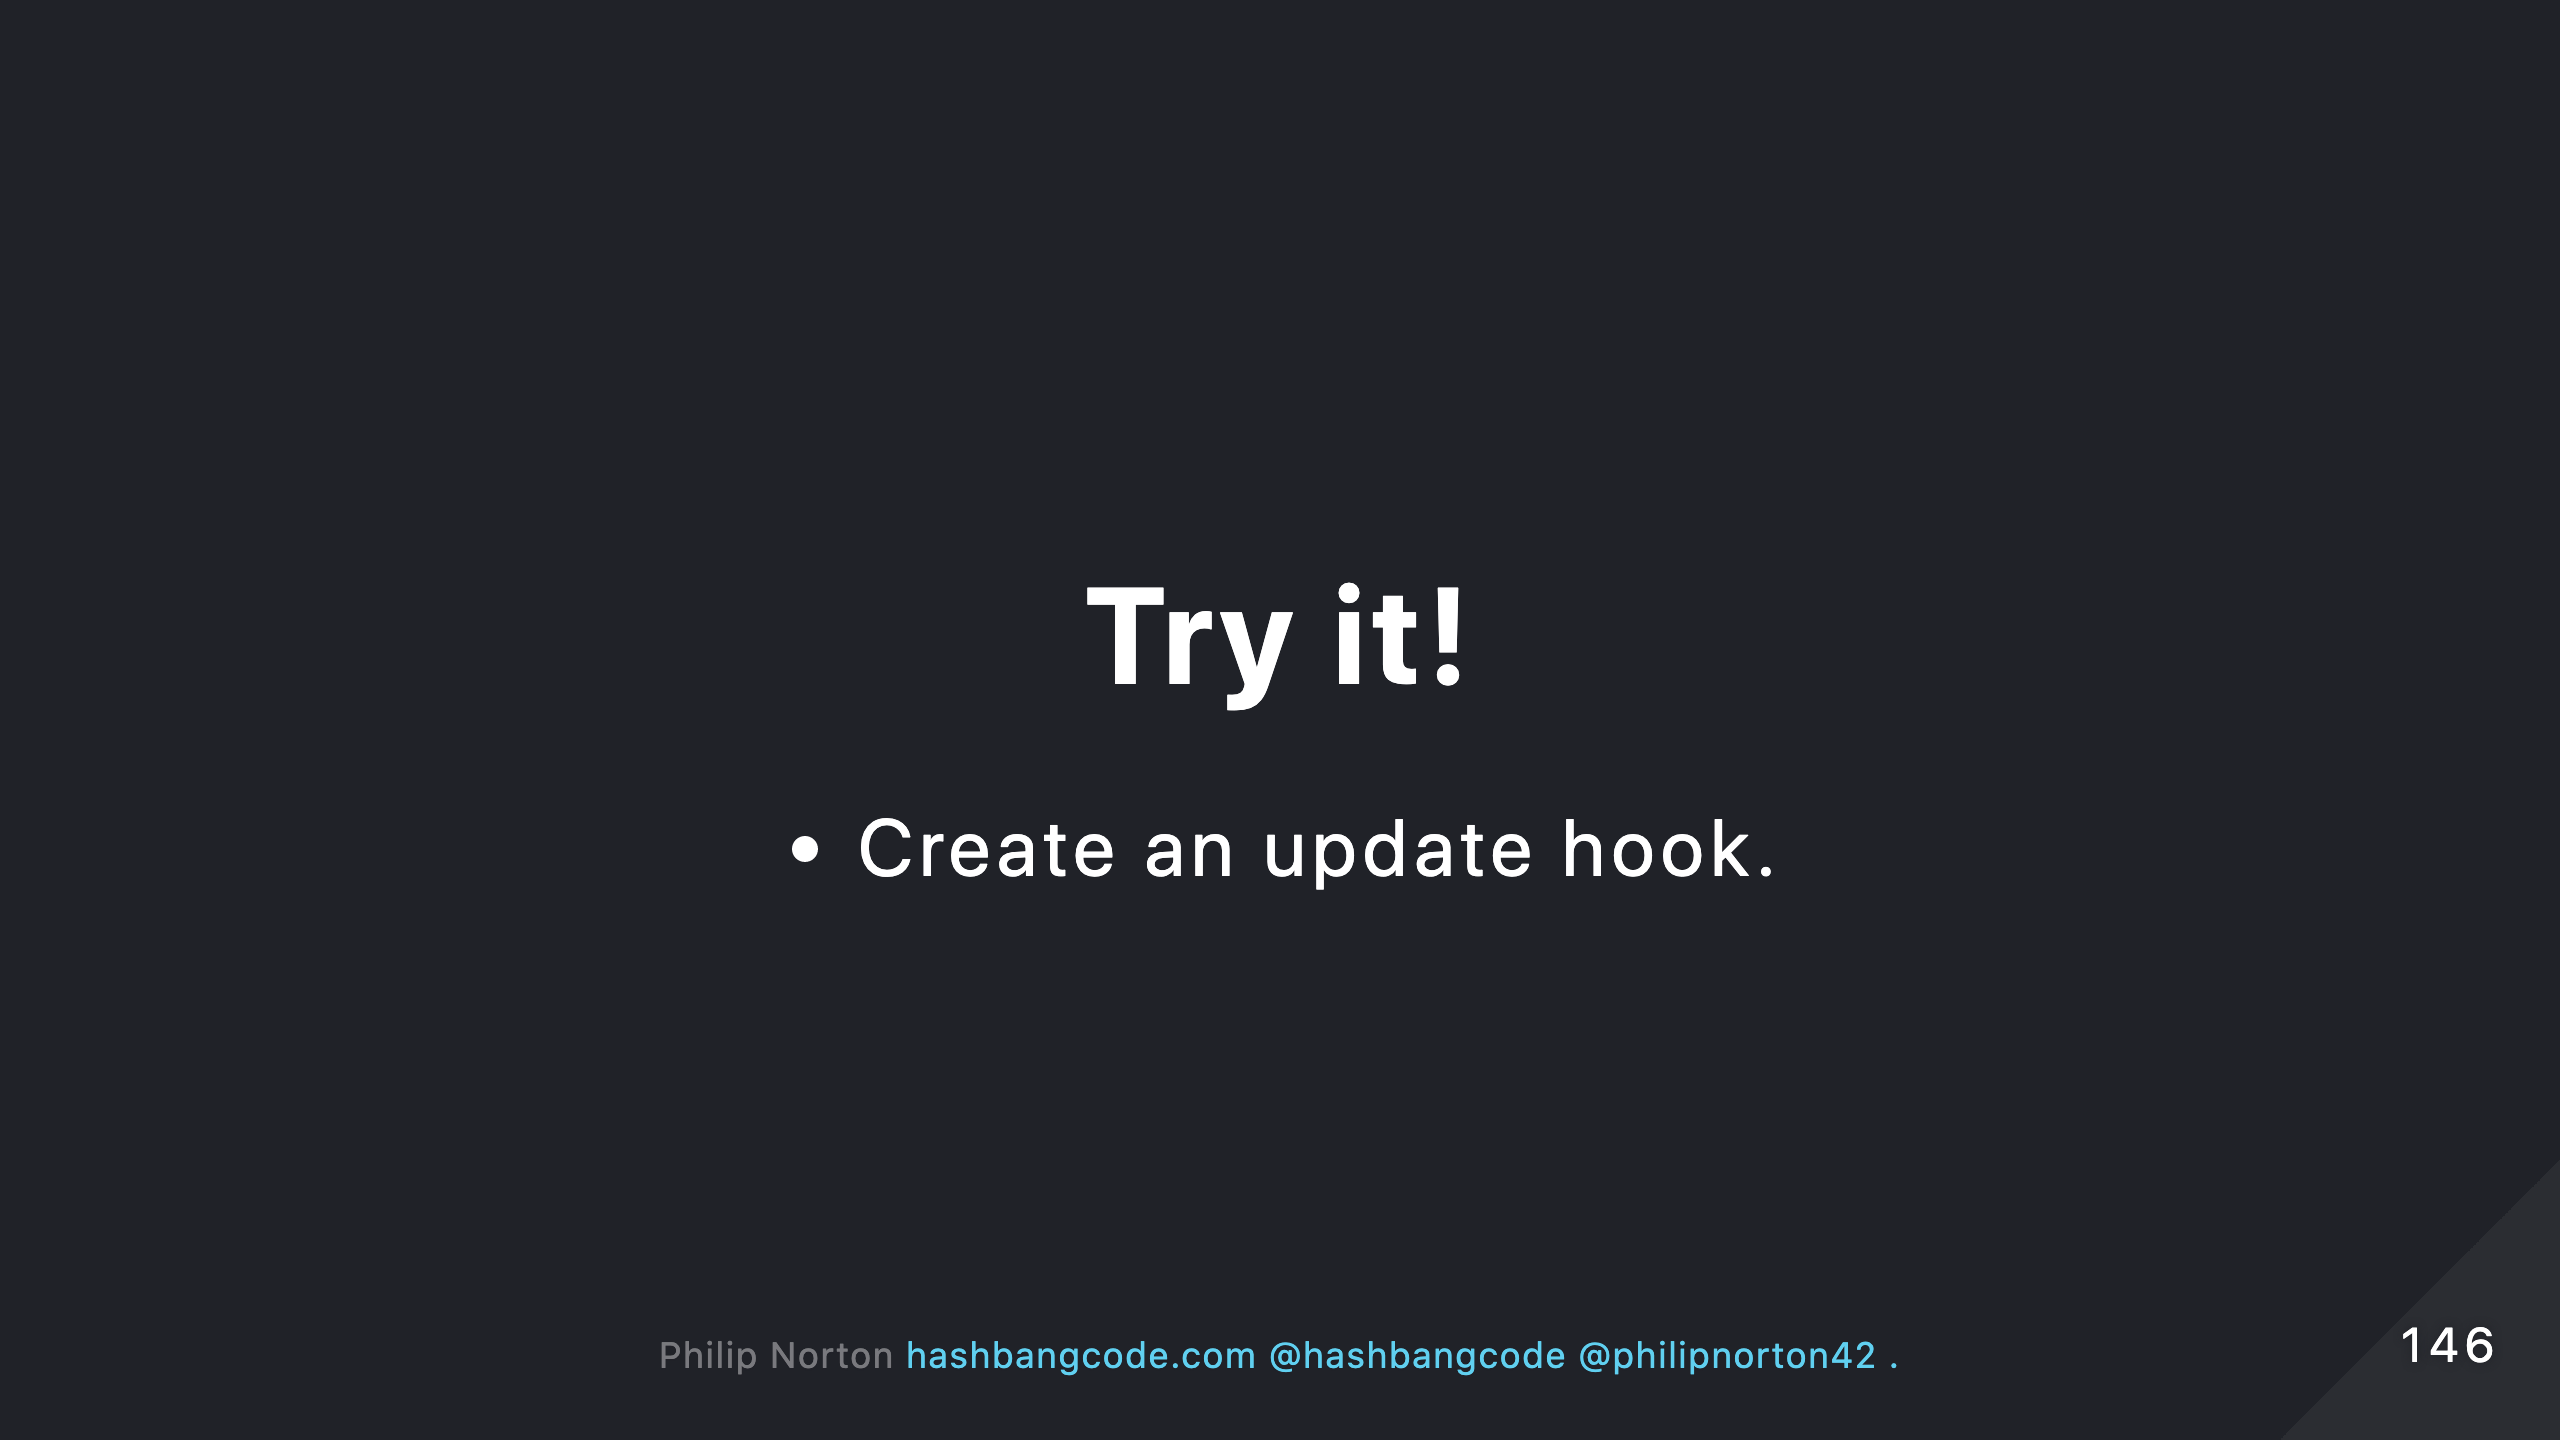 Try it!
• Create an update hook.
Philip Norton hashbangcode.com @hashbangcode @philipnorton42 .
146